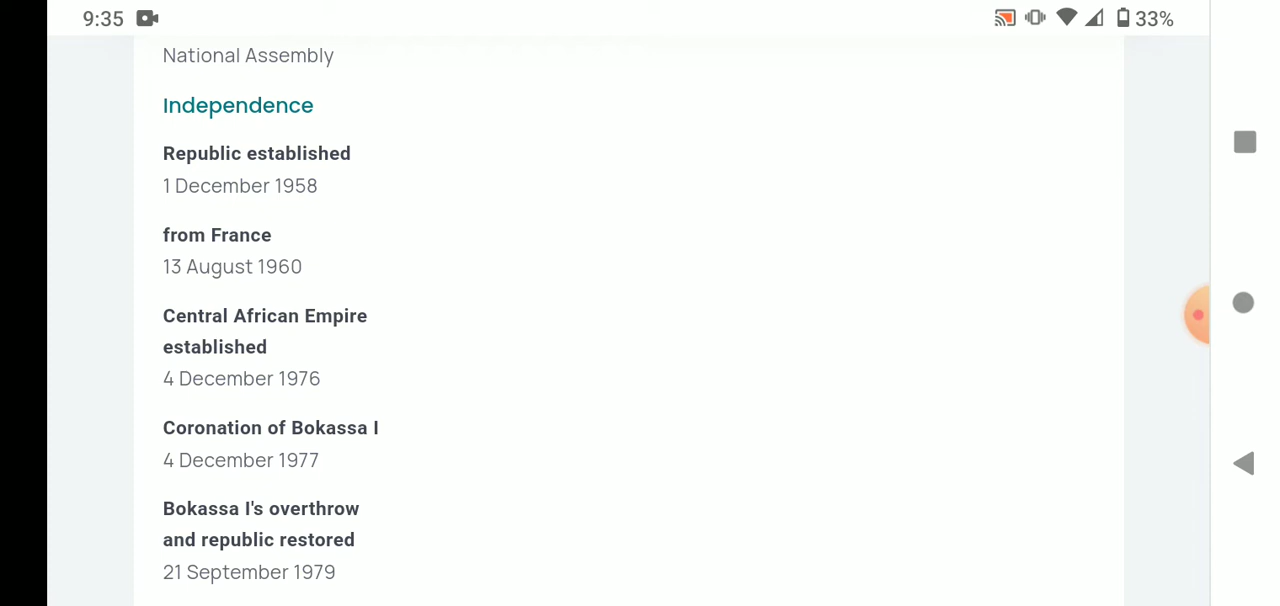 9:35
33%
National Assembly
Independence
Republic established
1 December 1958
from France
13 August 1960
Central African Empire
established
4 December 1976
Coronation of Bokassa I
4 December 1977
Bokassa I's overthrow
and republic restored
21 September 1979